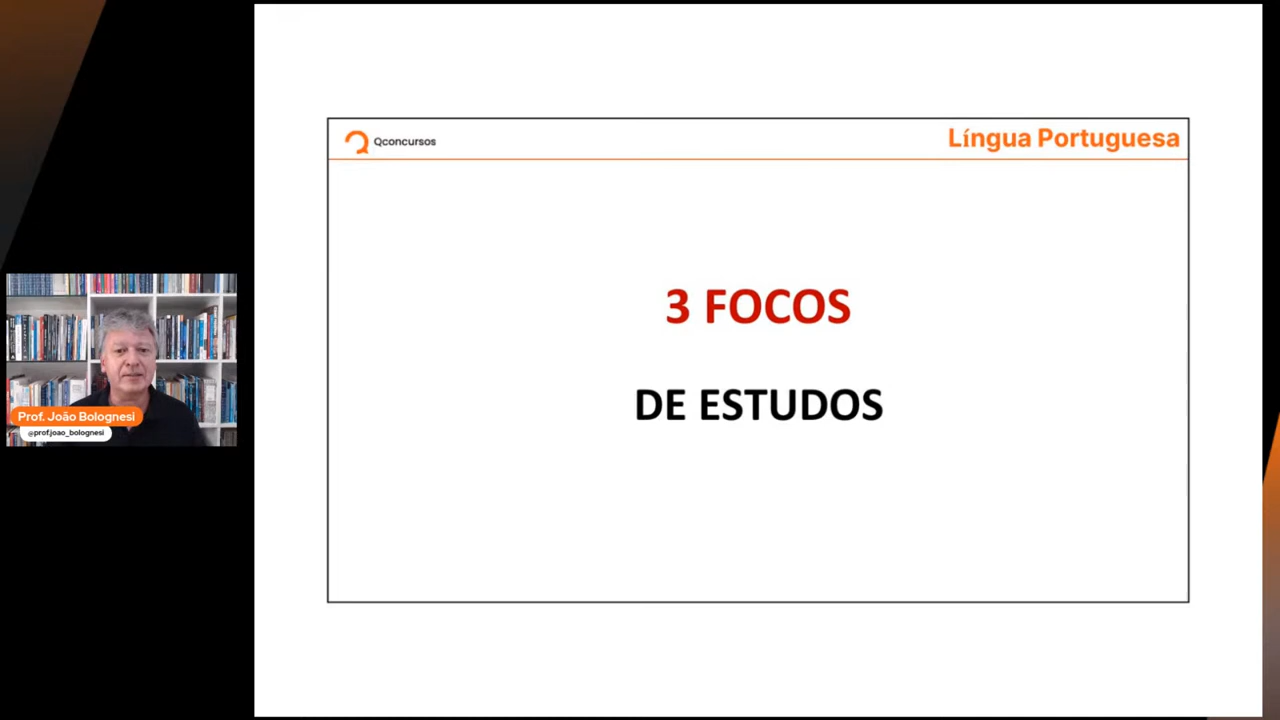 Qconcursos
Língua Portuguesa
3 FOCOS
DE ESTUDOS
Prof. João Bolognesi
@prof.joao_bolognesi